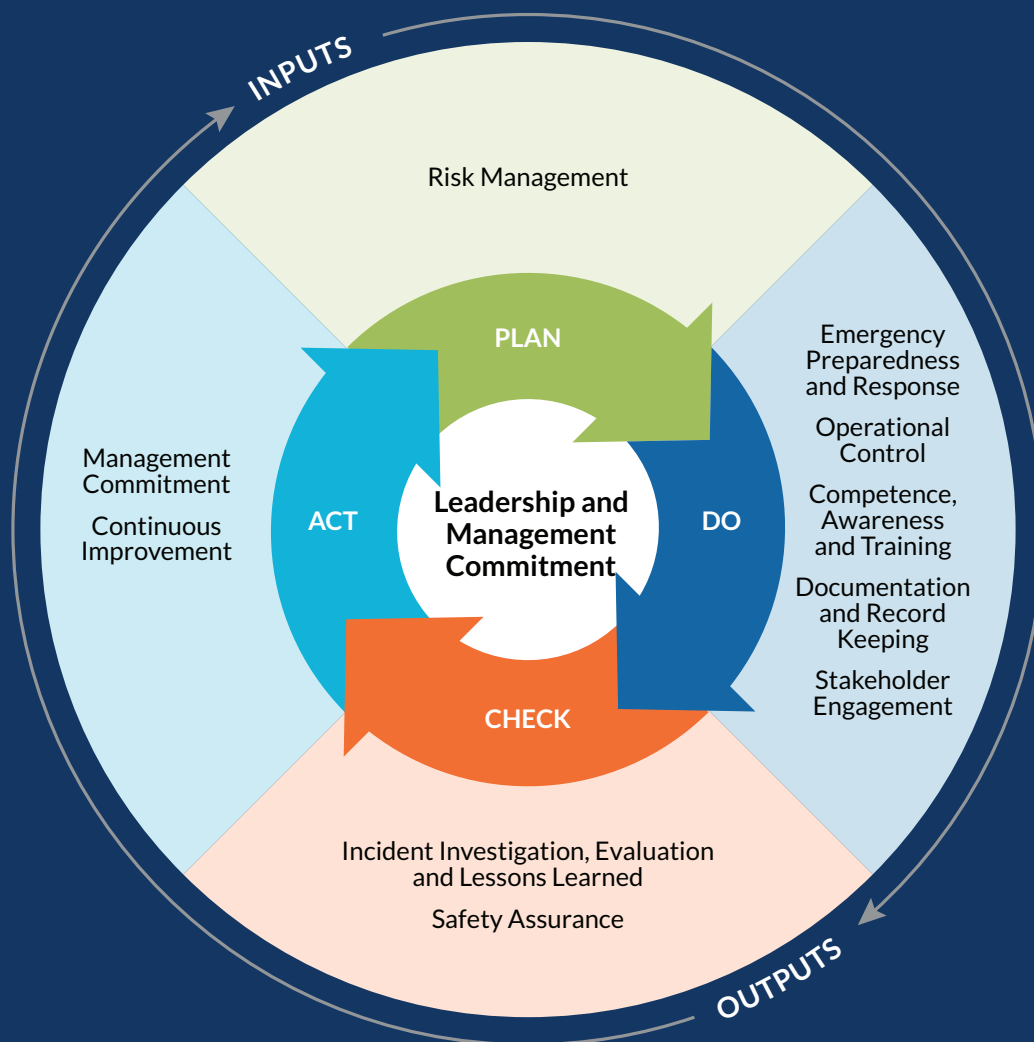 INPUTS
Risk Management
PLAN
Emergency
Preparedness
and Response
Operational
Control
Competence,
Awareness
and Training
Documentation
and Record
Keeping
Stakeholder
Engagement
DO
Leadership and
Management
Commitment
Management
Commitment
Continuous
Improvement
ACT
CHECK
Incident Investigation, Evaluation
and Lessons Learned
Safety Assurance
OUTPUTS